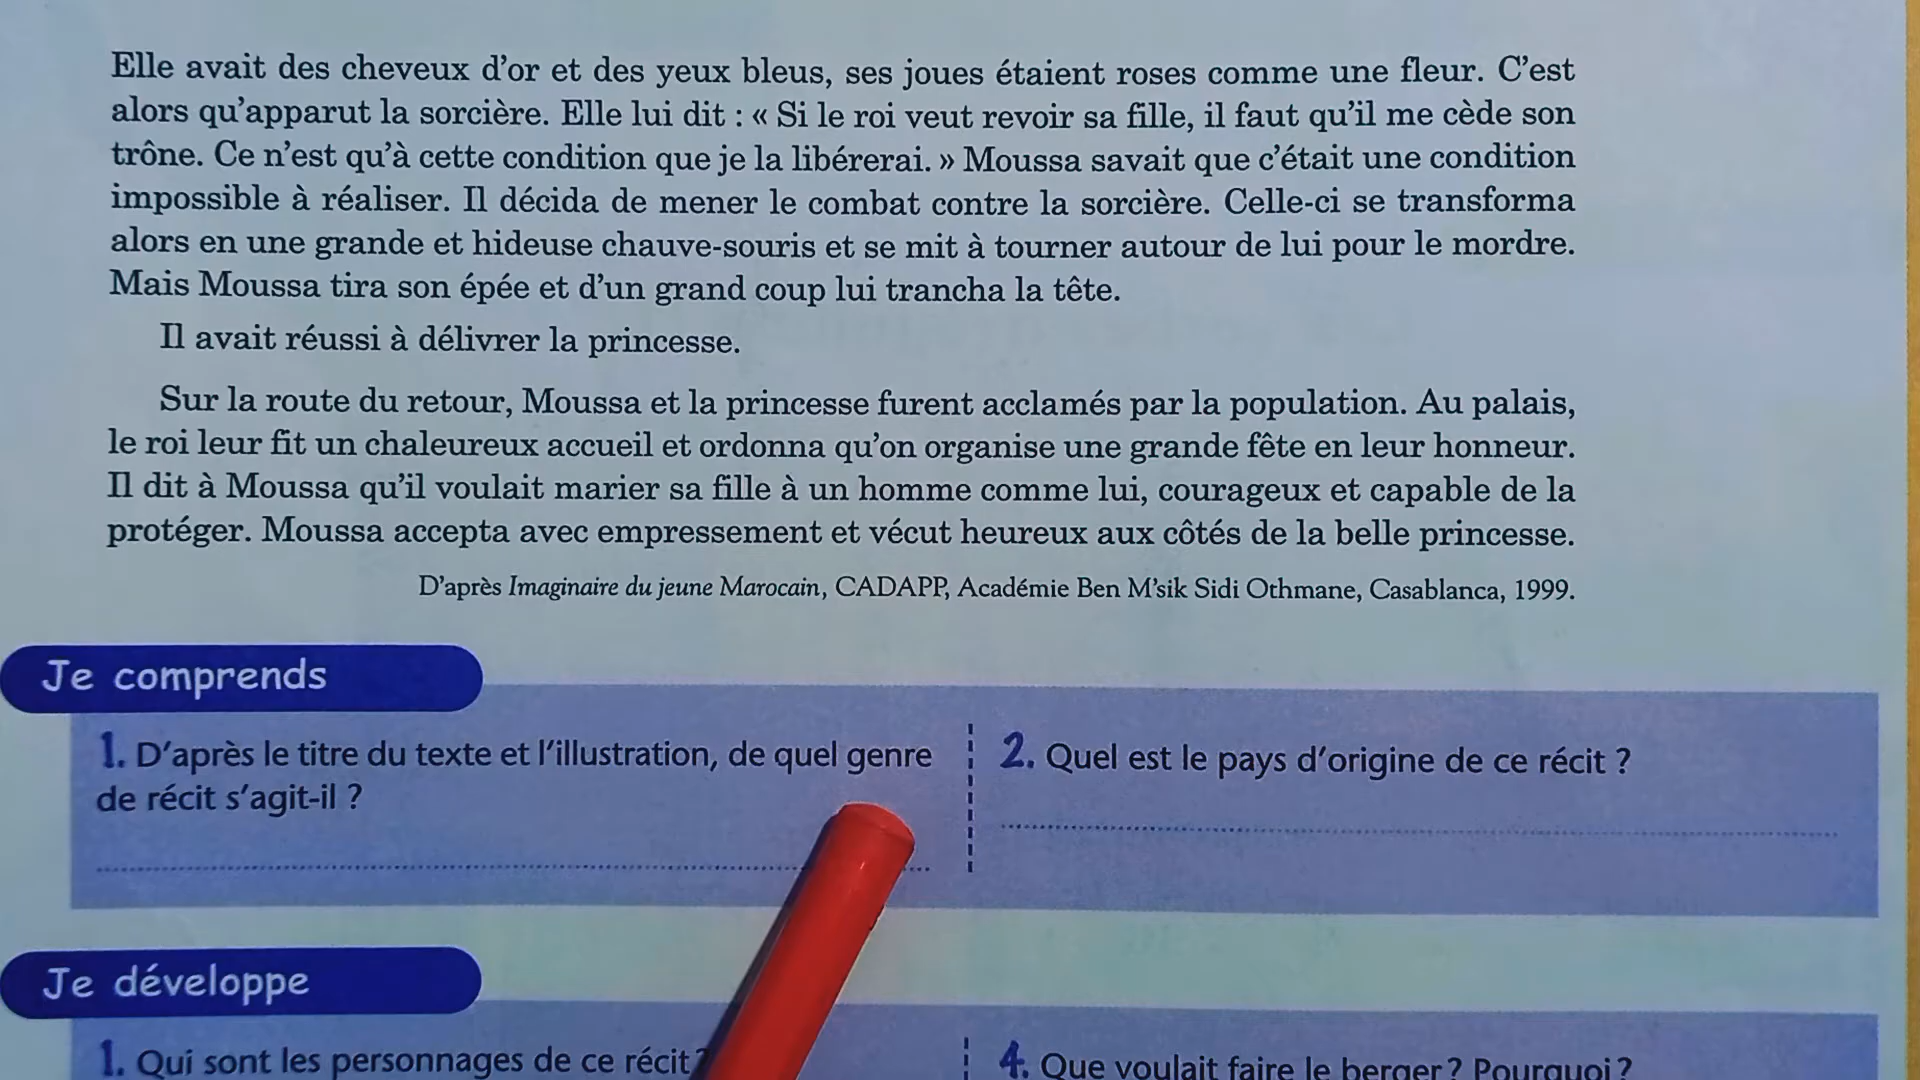 Elle avait des cheveux d'or et des yeux bleus, ses joues étaient roses comme une fleur. C'est
alors qu'apparut la sorcière. Elle lui dit : « Si le roi veut revoir sa fille, il faut qu'il me cède son
trône. Ce n'est qu'à cette condition que je la libérerai. » Moussa savait que c'était une condition
impossible à réaliser. Il décida de mener le combat contre la sorcière. Celle-ci se transforma
alors en une grande et hideuse chauve-souris et se mit à tourner autour de lui pour le mordre.
Mais Moussa tira son épée et d'un grand coup lui trancha la tête.
Il avait réussi à délivrer la princesse.
Sur la route du retour, Moussa et la princesse furent acclamés par la population. Au palais,
le roi leur fit un chaleureux accueil et ordonna qu'on organise une grande fête en leur honneur.
Il dit à Moussa qu'il voulait marier sa fille à un homme comme lui, courageux et capable de la
protéger. Moussa accepta avec empressement et vécut heureux aux côtés de la belle princesse.
D'après Imaginaire du jeune Marocain, CADAPP, Académie Ben M'sik Sidi Othmane, Casablanca, 1999.
Je comprends
1. D'après le titre du texte et l'illustration, de quel genre
de récit s'agit-il ?
2. Quel est le pays d'origine de ce récit ?
Je développe
1. Qui sont les personnages de ce récit ?
4. Que voulait faire le berger ? Pourquoi ?